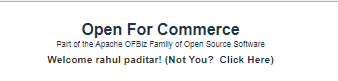 Open For Commerce
Part of the Apache OFBiz Family of Open Source Software
Welcome rahul paditar! (Not You? Click Here)